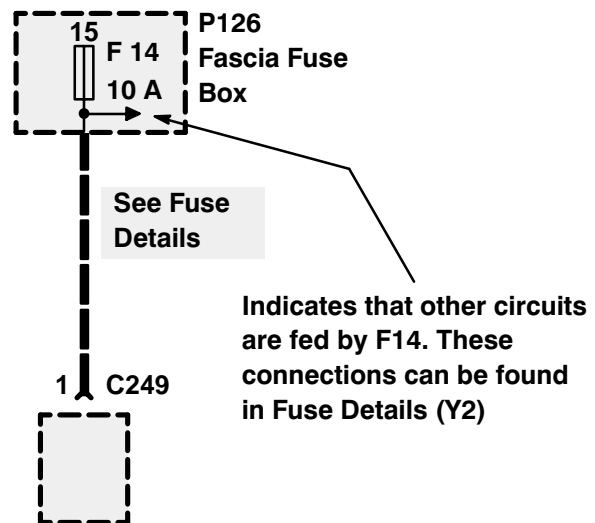 15
F 14
10 A
P126
Fascia Fuse
Box
See Fuse
Details
Indicates that other circuits
are fed by F14. These
connections can be found
in Fuse Details (Y2)
1 C249